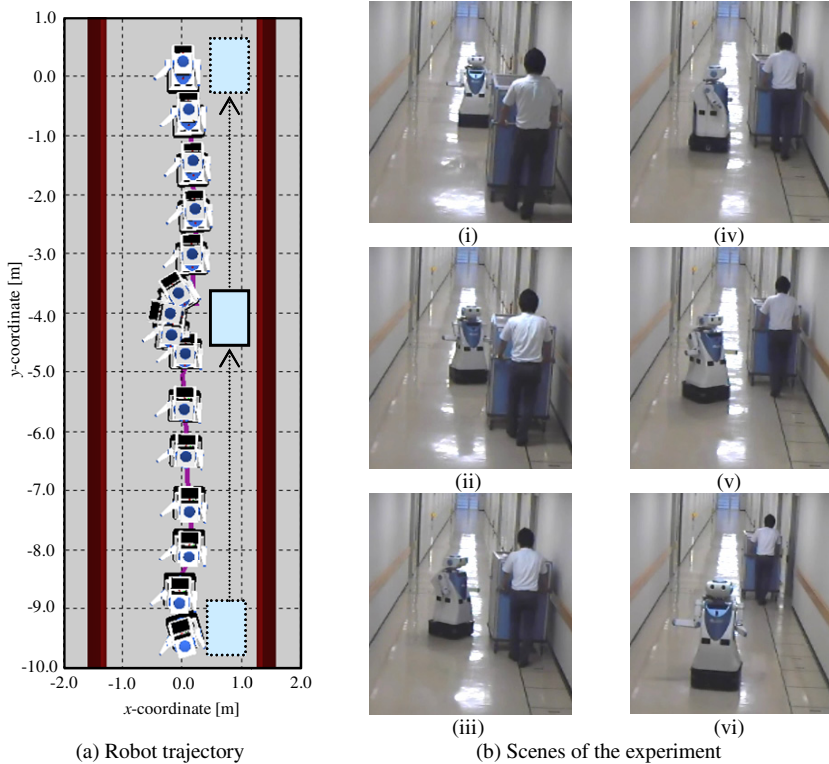 1.0
0.0
-1.0
-2.0
-3.0
-4.0
-5.0
-6.0
-7.0
-8.0
-9.0
-10.0
y-coordinate [m]
-2.0 -1.0 0.0 1.0 2.0
x-coordinate [m]
(a) Robot trajectory
(i)
(iv)
(ii)
(v)
(iii)
(vi)
(b) Scenes of the experiment